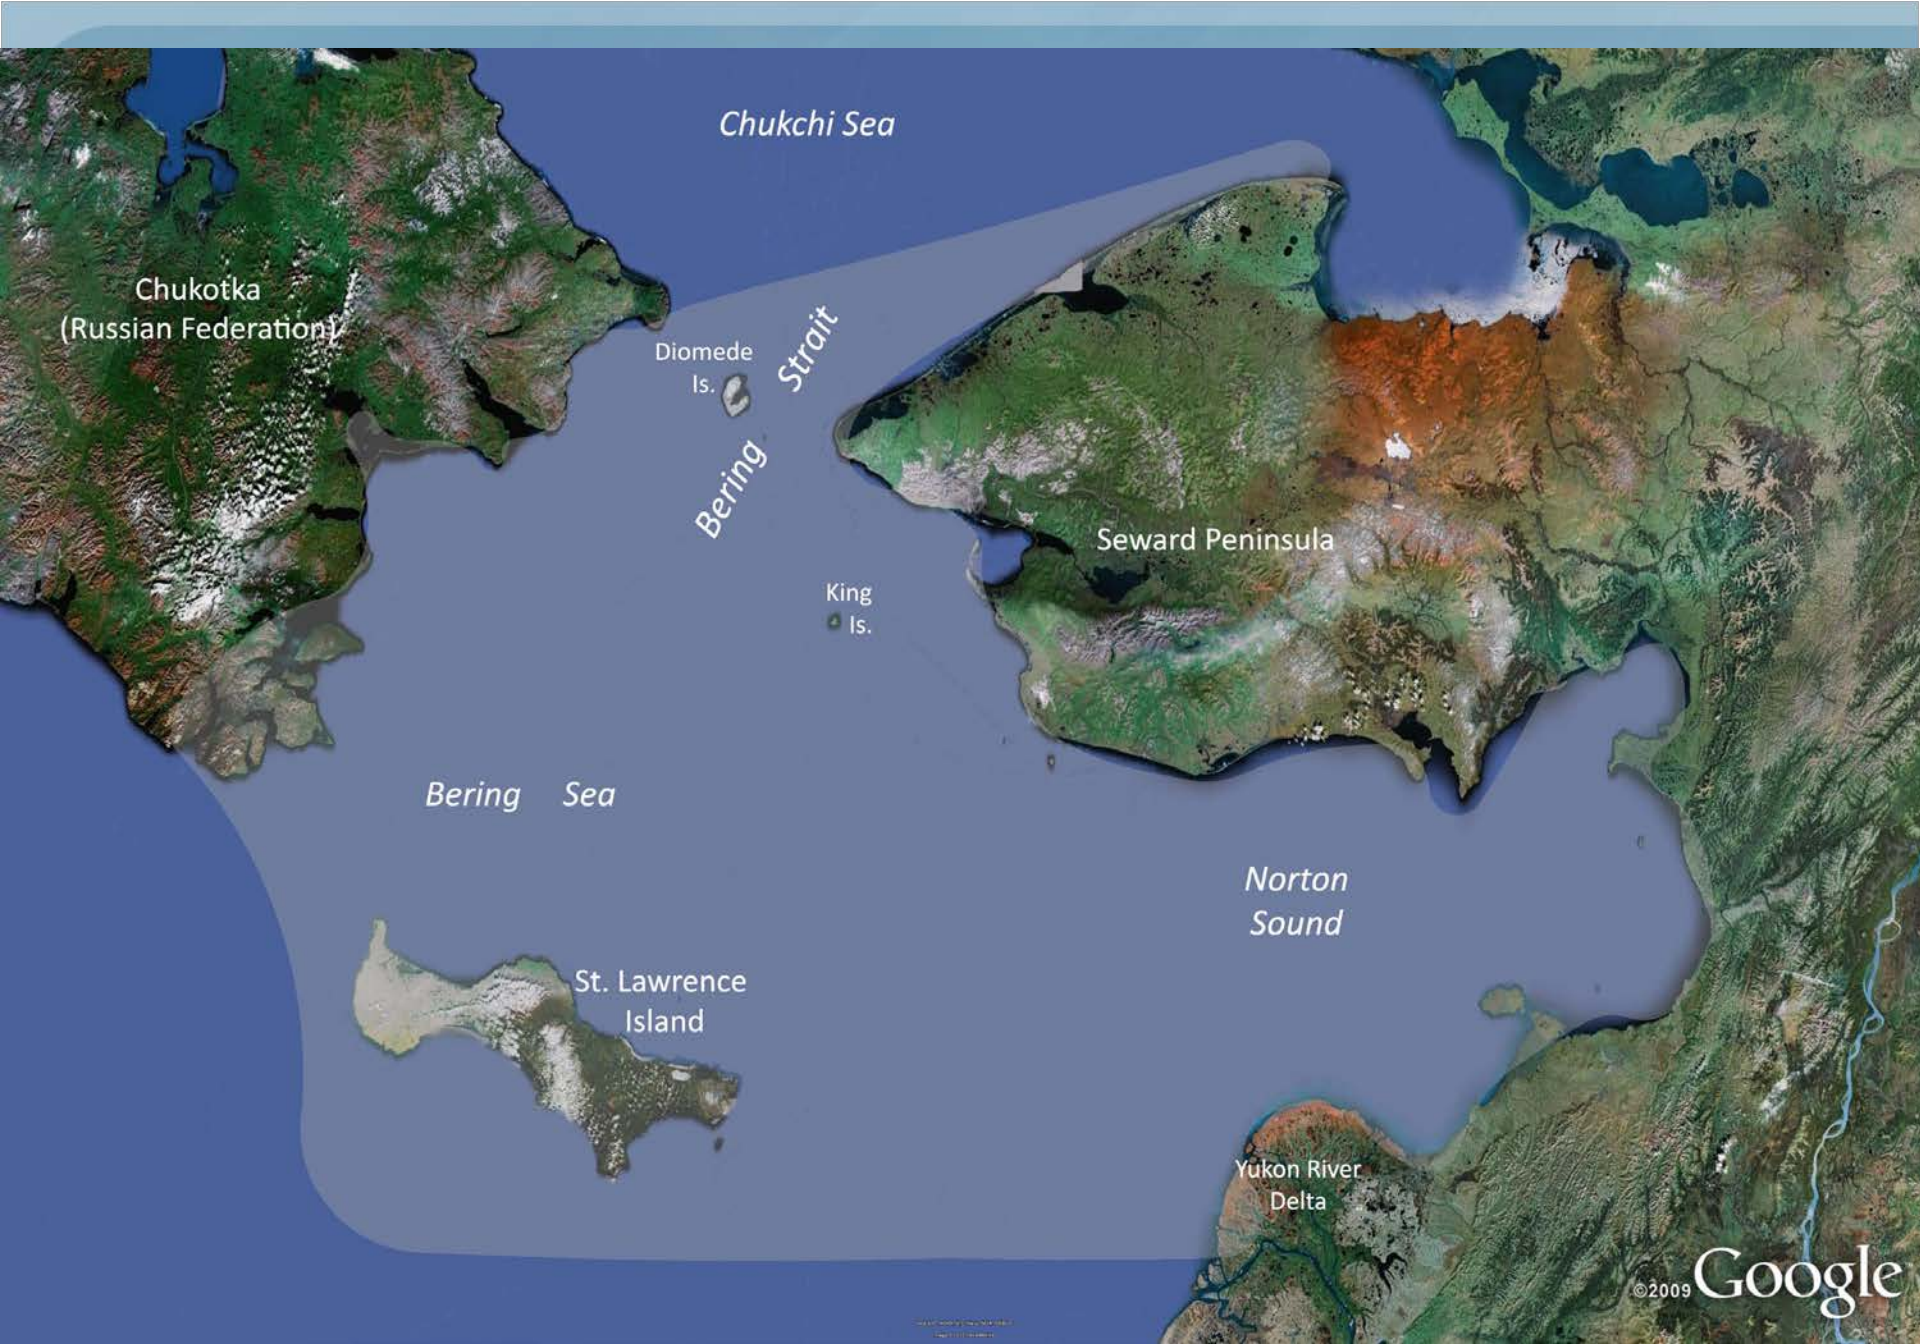 Chukchi Sea
Chukotka
(Russian Federation)
Diomede
Is.
Bering Strait
King
Is.
Seward Peninsula
Bering Sea
Norton
Sound
St. Lawrence
Island
Yukon River
Delta
©2009 Google